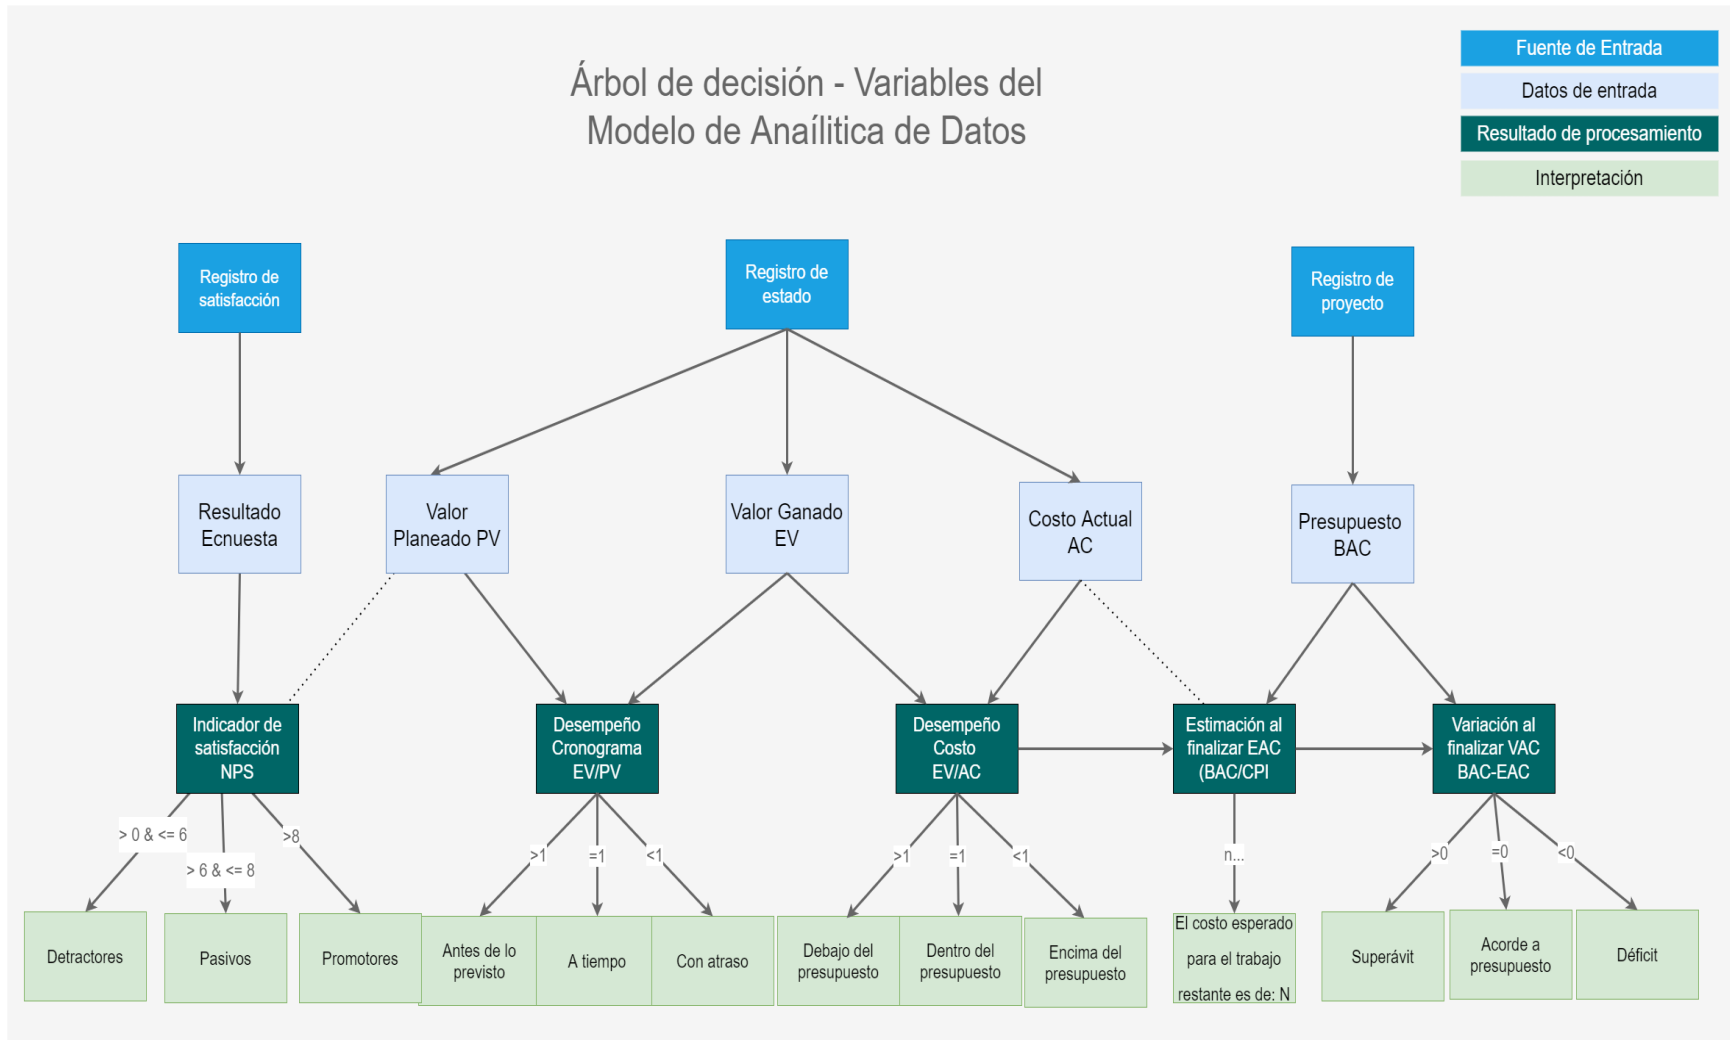 Árbol de decisión - Variables del
Modelo de Anaílitica de Datos
Fuente de Entrada
Datos de entrada
Resultado de procesamiento
Interpretación
Registro de
satisfacción
Registro de
estado
Registro de
proyecto
Resultado
Ecnuesta
Valor
Planeado PV
Valor Ganado
EV
Costo Actual
AC
Presupuesto
BAC
Indicador de
satisfacción
NPS
Desempeño
Cronograma
EV/PV
Desempeño
Costo
EV/AC
Estimación al
finalizar EAC
(BAC/CPI
Variación al
finalizar VAC
BAC-EAC
> 0 & <= 6
> 6 & <= 8
>8
>1
=1
<1
>1
=1
<1
n...
>0
=0
<0
Detractores
Pasivos
Promotores
Antes de lo
previsto
A tiempo
Con atraso
Debajo del
presupuesto
Dentro del
presupuesto
Encima del
presupuesto
El costo esperado
para el trabajo
restante es de: N
Superávit
Acorde a
presupuesto
Déficit